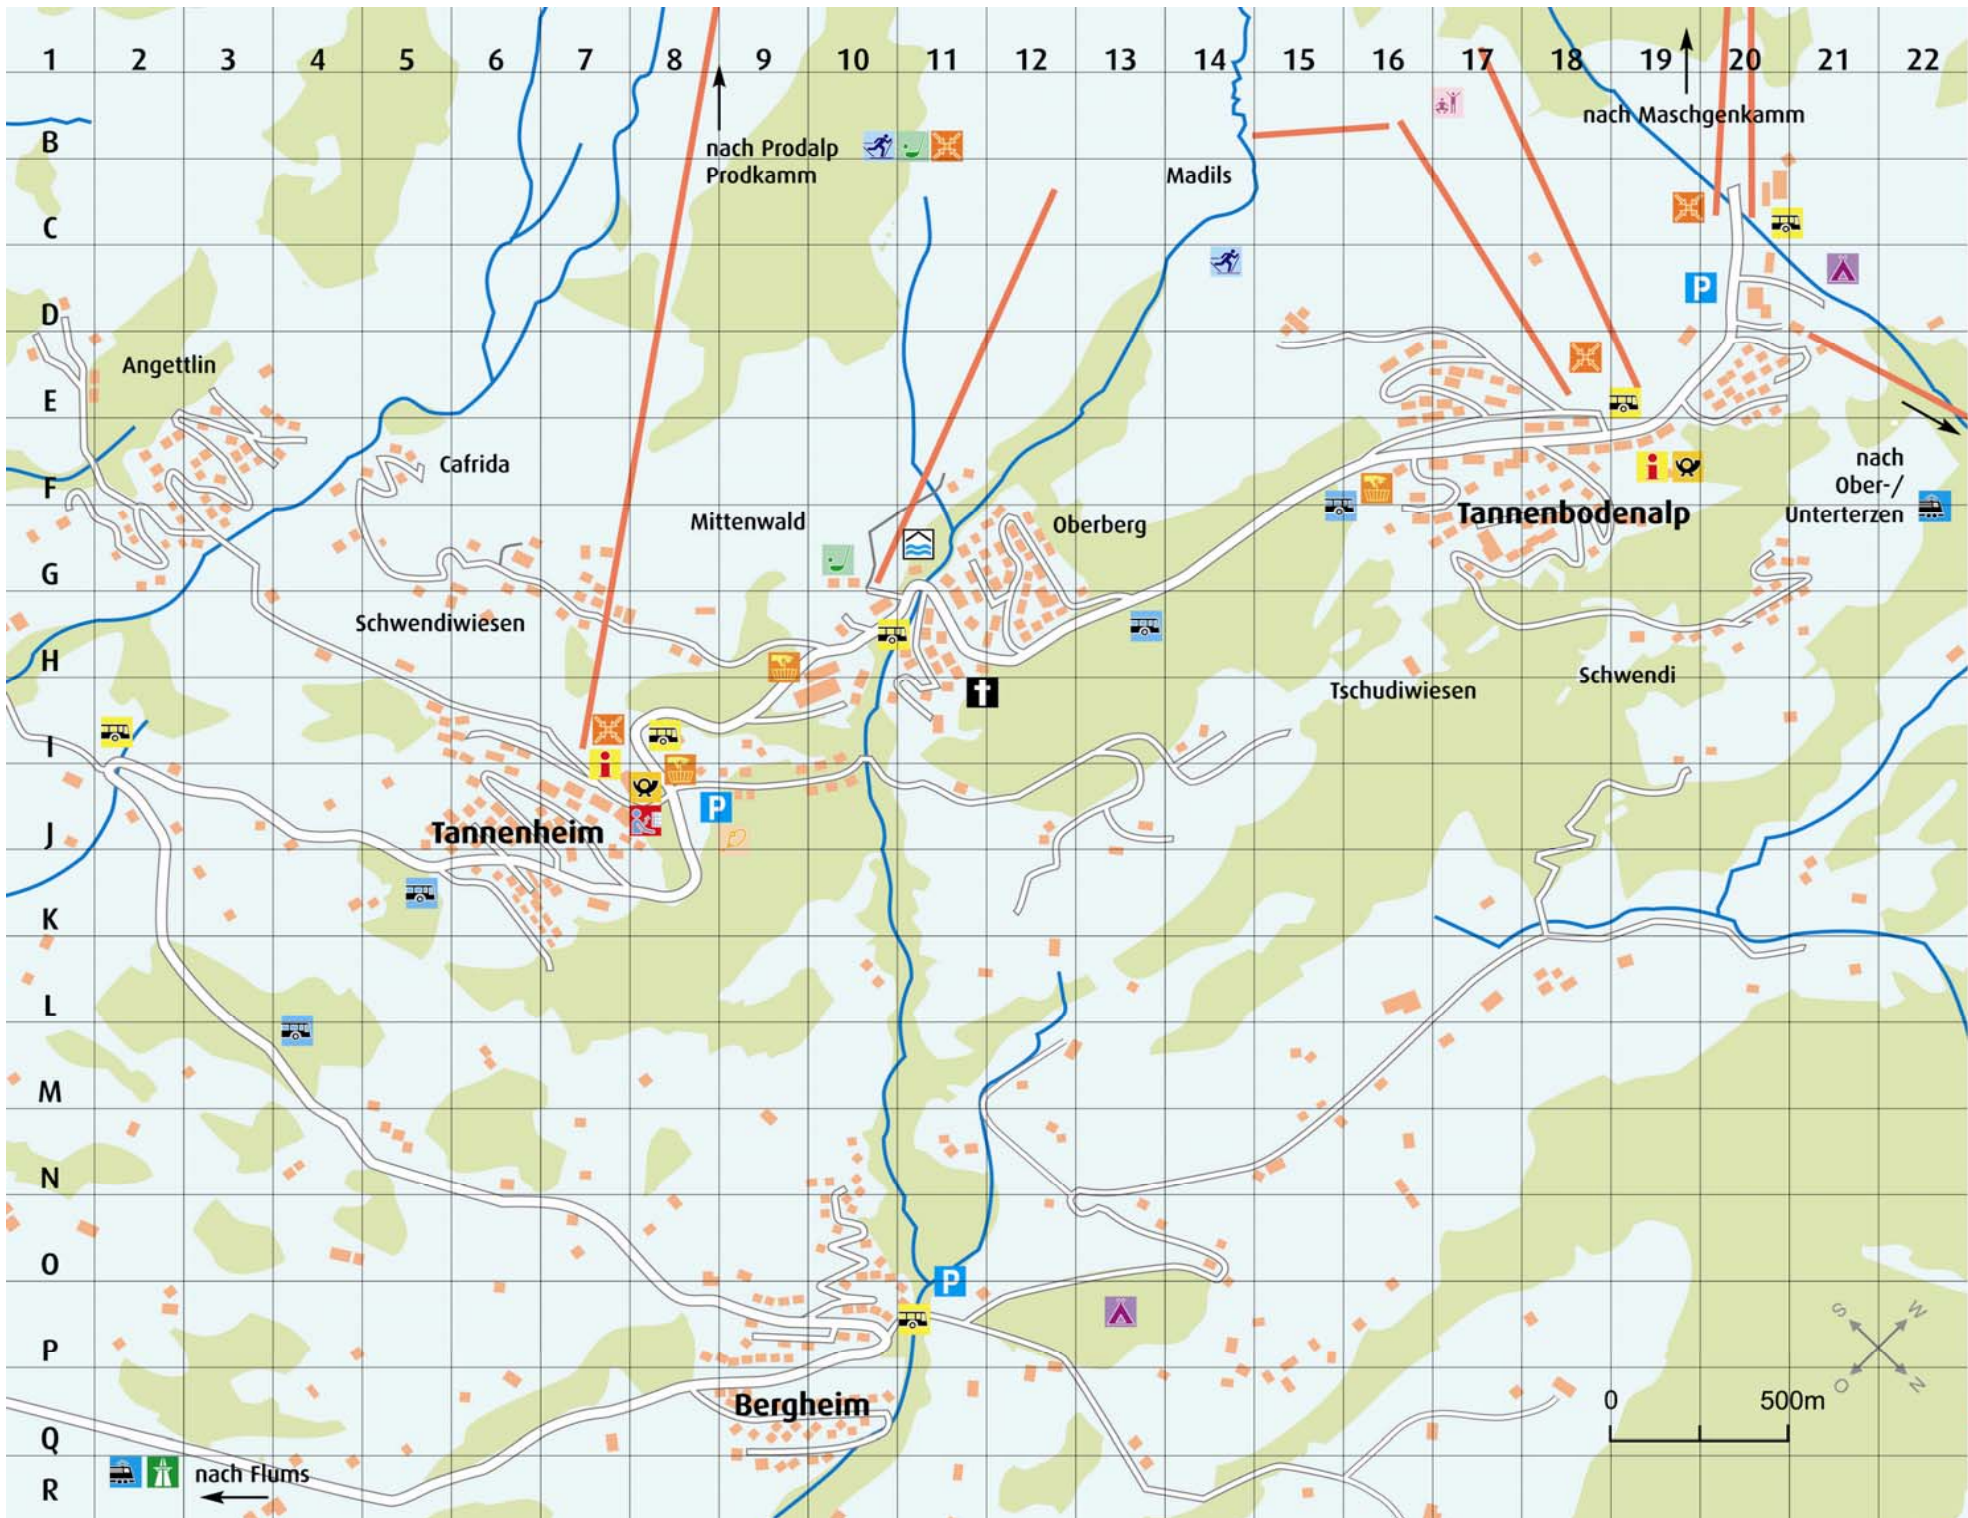 1 2 3 4 5 6 7 8 9 10 11 12 13 14 15 16 17 18 19 20 21 22
nach Maschgenkamm
B
nach Prodalp
Prodkamm
Madils
C
P
D
Angettlin
E
Cafrida
nach
Ober-/
Unterterzen
F
i
Mittenwald
Oberberg
Tannenbodenalp
G
Schwendiwiesen
H
Tschudiwiesen
Schwendi
I
i
P
J
Tannenheim
K
L
M
N
O
P
P
S
W
O
N
Bergheim
0 500m
Q
nach Flums
R